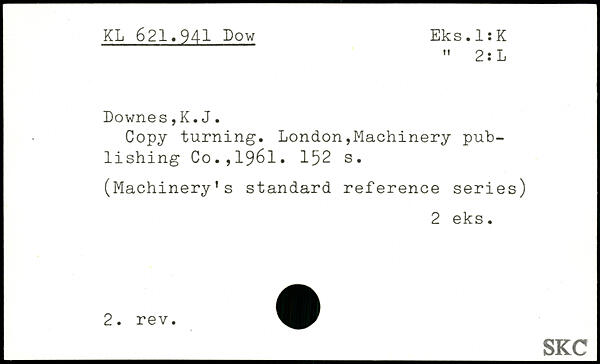 KL 621.941 Dow Eks.1:K
" 2:L
Downes,K.J.
Copy turning. London,Machinery pub-
lishing Co.,1961. 152 s.
(Machinery's standard reference series)
2 eks.
2. rev.
SKC